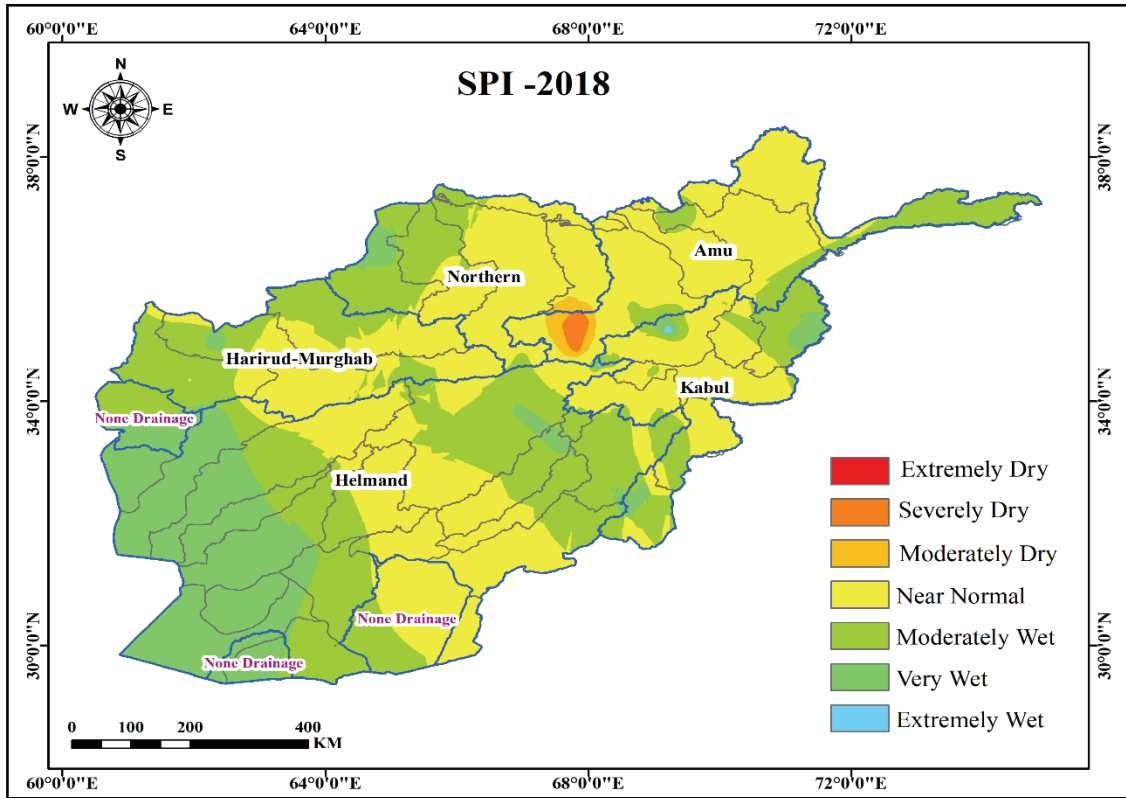 60°0'0"E 64°0'0"E 68°0'0"E 72°0'0"E
SPI -2018
N
W E
S
38°0'0"N 38°0'0"N
Amu
Northern
Harirud-Murghab
Kabul
34°0'0"N 34°0'0"N
None Drainage
Helmand
Extremely Dry
Severely Dry
Moderately Dry
Near Normal
None Drainage
Moderately Wet
30°0'0"N 30°0'0"N
None Drainage
Very Wet
Extremely Wet
0 100 200 400
KM
60°0'0"E 64°0'0"E 68°0'0"E 72°0'0"E